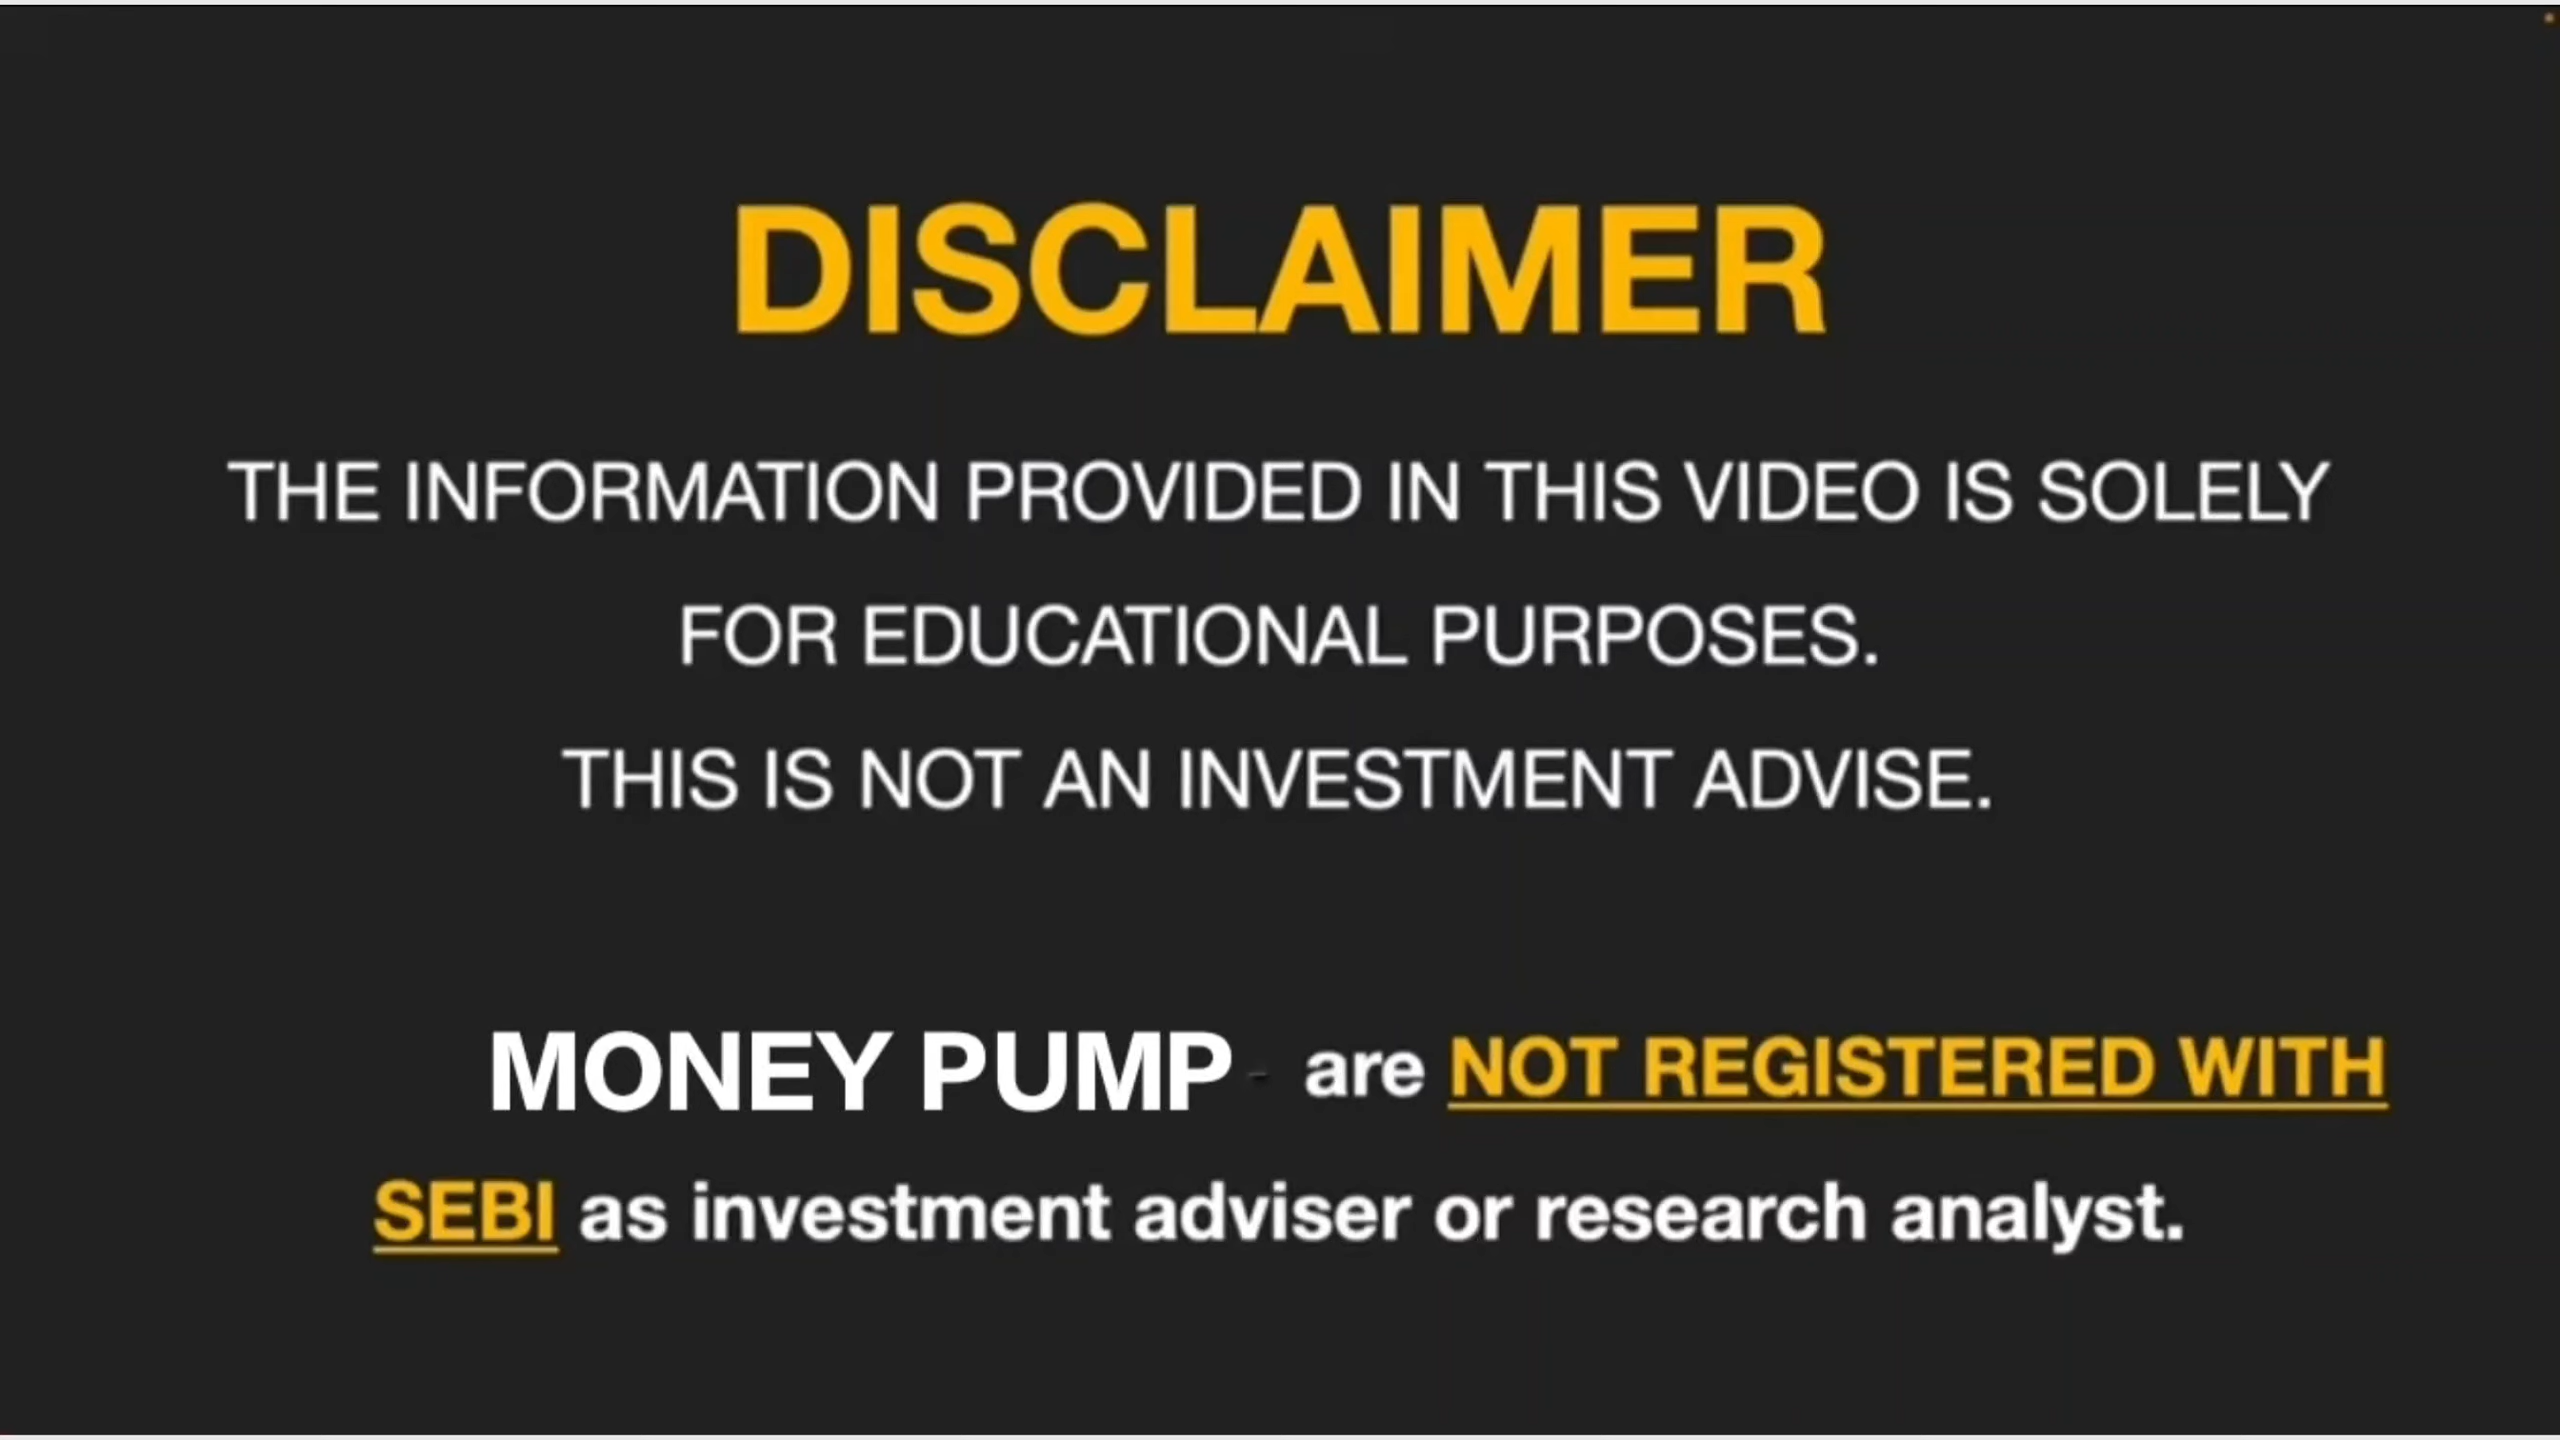 DISCLAIMER
THE INFORMATION PROVIDED IN THIS VIDEO IS SOLELY
FOR EDUCATIONAL PURPOSES.
THIS IS NOT AN INVESTMENT ADVISE.
MONEY PUMP - are NOT REGISTERED WITH
SEBI as investment adviser or research analyst.